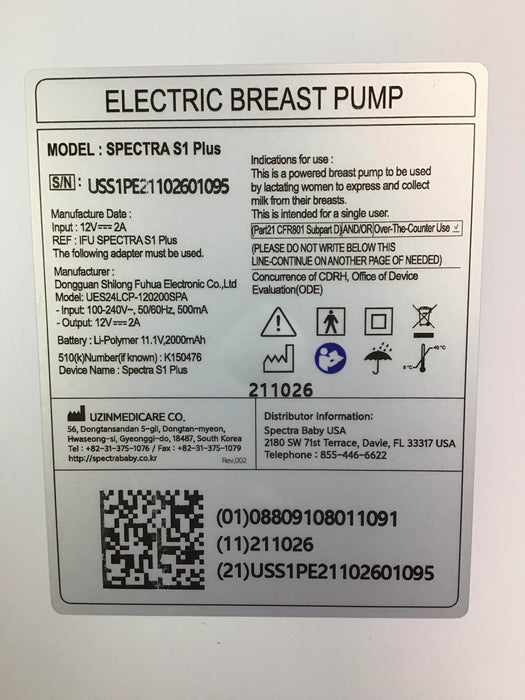 ELECTRIC BREAST PUMP
MODEL : SPECTRA S1 Plus
S/N : USS1PE21102601095
Manufacture Date :
Input : 12V⎓2A
REF : IFU SPECTRA S1 Plus
The following adapter must be used.
Manufacturer :
Dongguan Shilong Fuhua Electronic Co.,Ltd
Model: UES24LCP-120200SPA
- Input: 100-240V~, 50/60Hz, 500mA
- Output: 12V⎓2A
Battery : Li-Polymer 11.1V,2000mAh
510(k)Number(if known) : K150476
Device Name : Spectra S1 Plus
Indications for use :
This is a powered breast pump to be used
by lactating women to express and collect
milk from their breasts.
This is intended for a single user.
(Part21 CFR801 Subpart D)AND/OR Over-The-Counter Use ✓
(PLEASE DO NOT WRITE BELOW THIS
LINE-CONTINUE ON ANOTHER PAGE OF NEEDED)
Concurrence of CDRH, Office of Device
Evaluation(ODE)
211026
UZINMEDICARE CO.
56, Dongtansandan 5-gil, Dongtan-myeon,
Hwaseong-si, Gyeonggi-do, 18487, South Korea
Tel : +82-31-375-1076 / Fax : +82-31-375-1079
http://spectrababy.co.kr
Rev.002
Distributor information:
Spectra Baby USA
2180 SW 71st Terrace, Davie, FL 33317 USA
Telephone : 855-446-6622
(01)08809108011091
(11)211026
(21)USS1PE21102601095